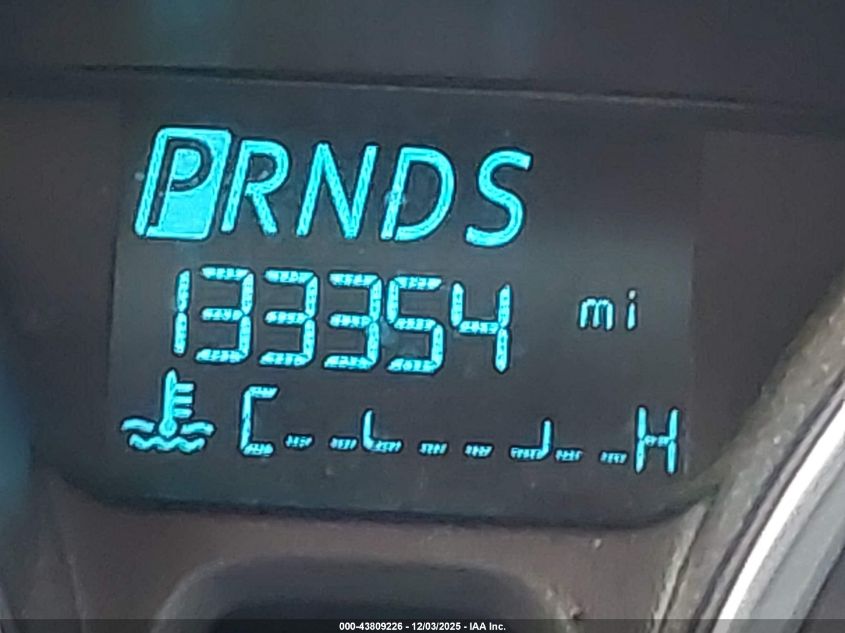 PRNDS
133354 mi
C H
000-43809226 - 12/03/2025 - IAA Inc.